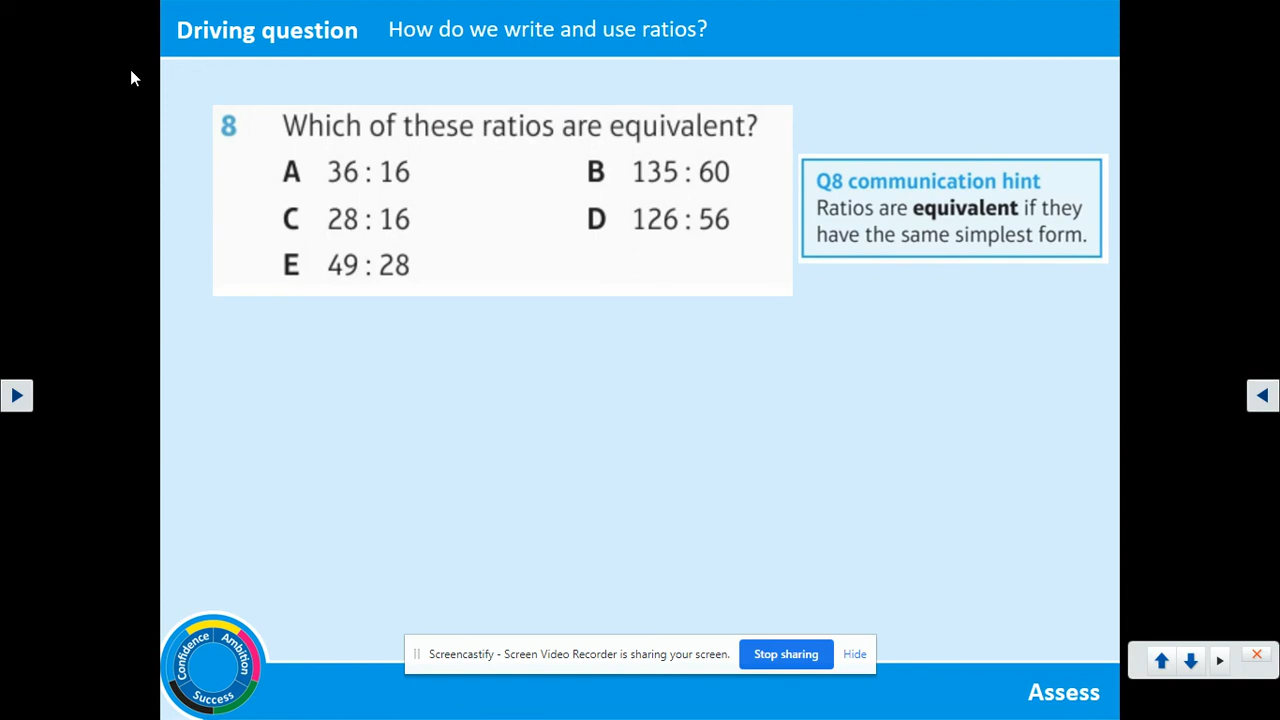 Driving question How do we write and use ratios?
8 Which of these ratios are equivalent?
A 36 : 16 B 135 : 60
C 28 : 16 D 126 : 56
E 49 : 28
Q8 communication hint
Ratios are equivalent if they
have the same simplest form.
Confidence
Ambition
Success
Screencastify - Screen Video Recorder is sharing your screen. Stop sharing Hide
Assess